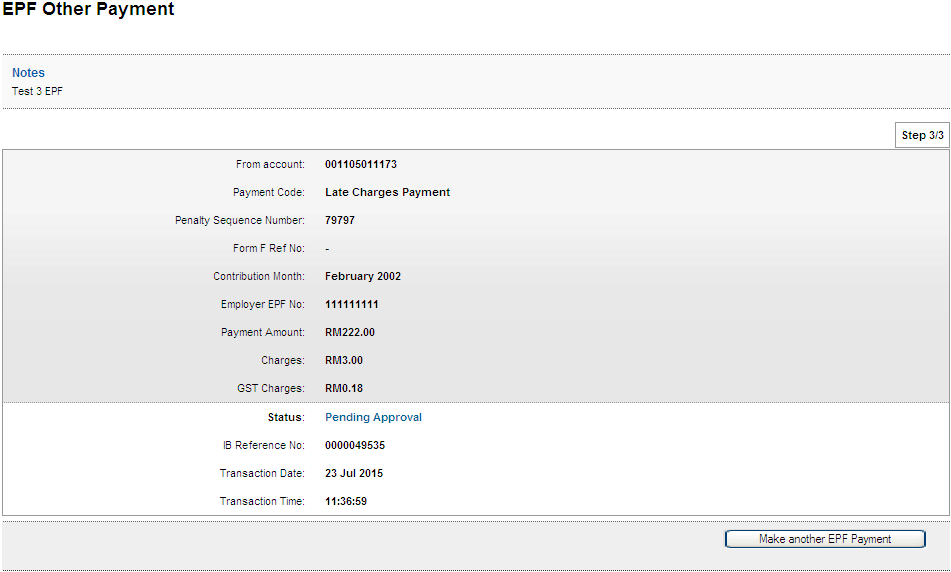 EPF Other Payment
Notes
Test 3 EPF
Step 3/3
From account: 001105011173
Payment Code: Late Charges Payment
Penalty Sequence Number: 79797
Form F Ref No: -
Contribution Month: February 2002
Employer EPF No: 111111111
Payment Amount: RM222.00
Charges: RM3.00
GST Charges: RM0.18
Status: Pending Approval
IB Reference No: 0000049535
Transaction Date: 23 Jul 2015
Transaction Time: 11:36:59
Make another EPF Payment